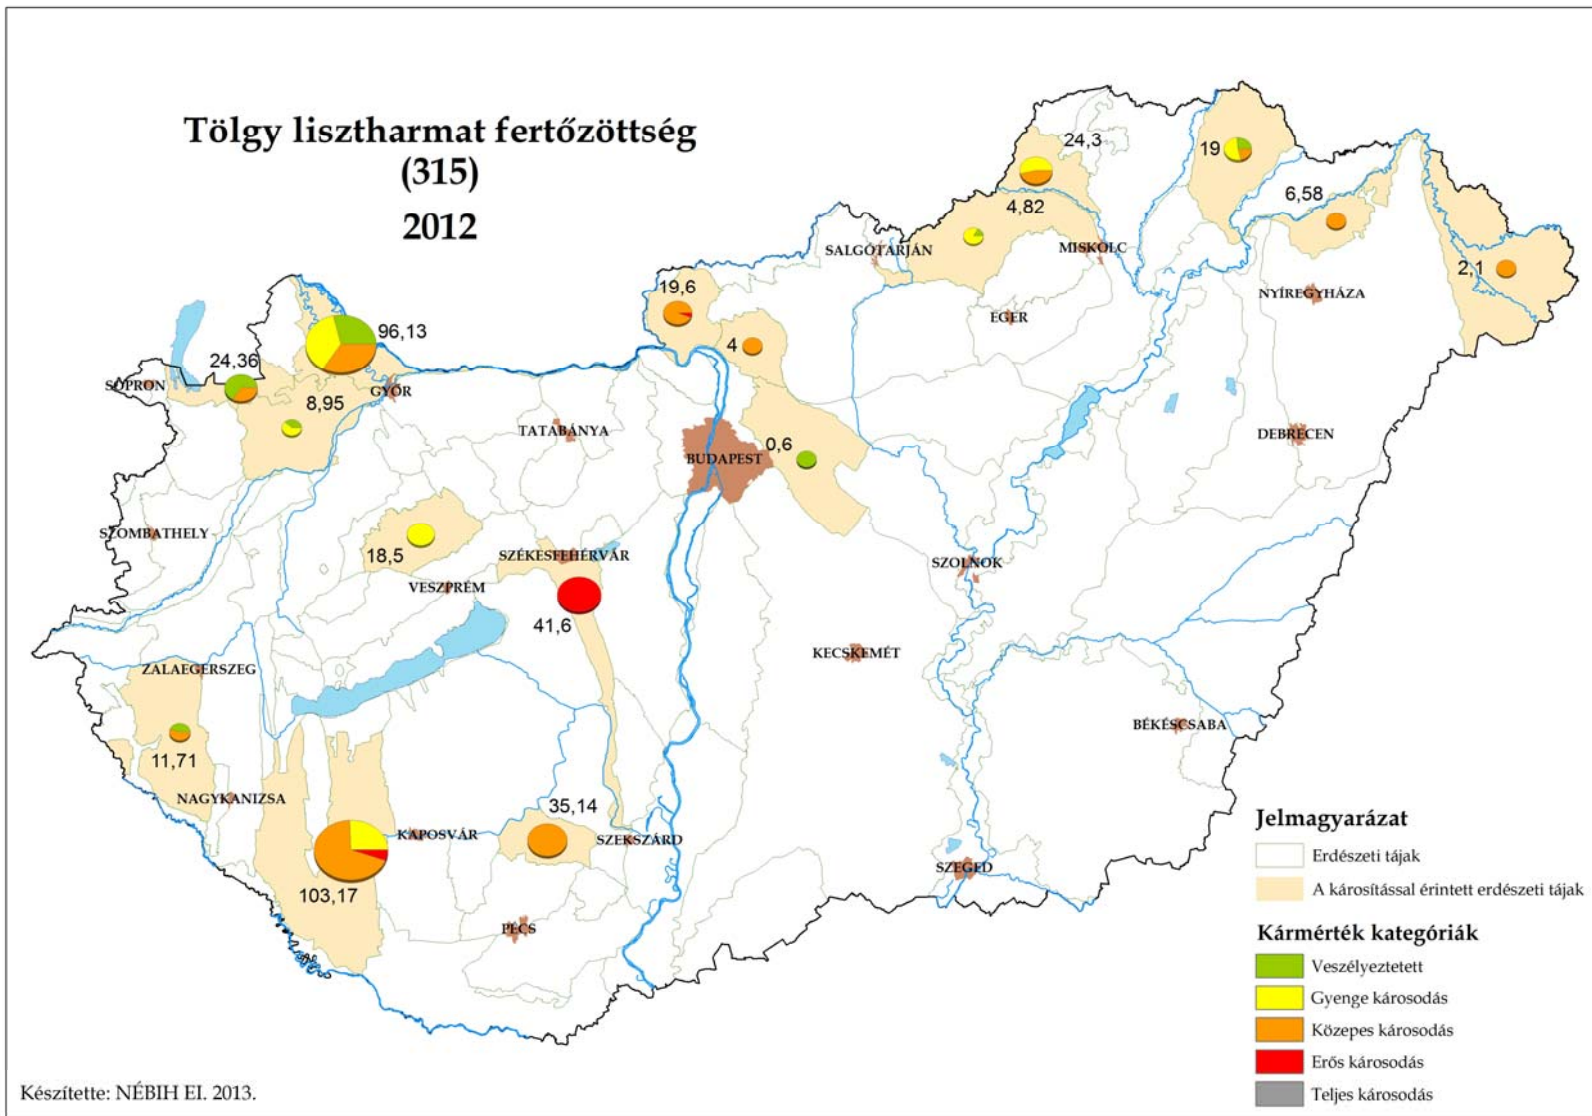 Tölgy lisztharmat fertőzöttség
(315)
2012
24,3
19
6,58
4,82
SALGÓTARJÁN
MISKOLC
2,1
NYÍREGYHÁZA
19,6
EGER
96,13
4
24,36
SOPRON
GYŐR
8,95
TATABÁNYA
DEBRECEN
0,6
BUDAPEST
SZOMBATHELY
18,5
SZÉKESFEHÉRVÁR
SZOLNOK
VESZPRÉM
41,6
KECSKEMÉT
ZALAEGERSZEG
BÉKÉSCSABA
11,71
NAGYKANIZSA
35,14
KAPOSVÁR
SZEKSZÁRD
SZEGED
103,17
PÉCS
Jelmagyarázat
Erdészeti tájak
A károsítással érintett erdészeti tájak
Kármérték kategóriák
Veszélyeztetett
Gyenge károsodás
Közepes károsodás
Erős károsodás
Teljes károsodás
Készítette: NÉBIH EI. 2013.